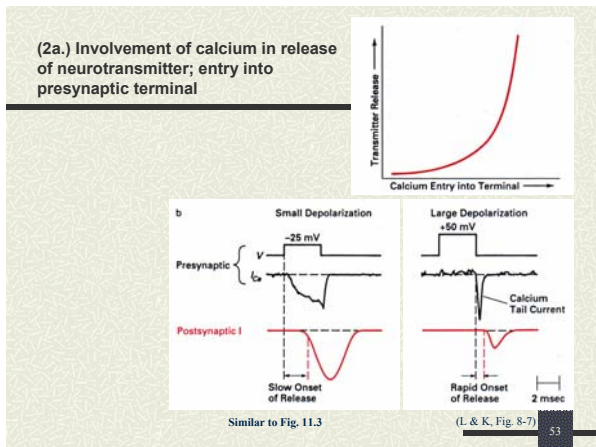 (2a.) Involvement of calcium in release
of neurotransmitter; entry into
presynaptic terminal
Transmitter Release
Calcium Entry into Terminal
b
Small Depolarization
Large Depolarization
-25 mV
+50 mV
Presynaptic
V
I Ca
Calcium
Tail Current
Postsynaptic I
Slow Onset
of Release
Rapid Onset
of Release
2 msec
Similar to Fig. 11.3
(L & K, Fig. 8-7)
53